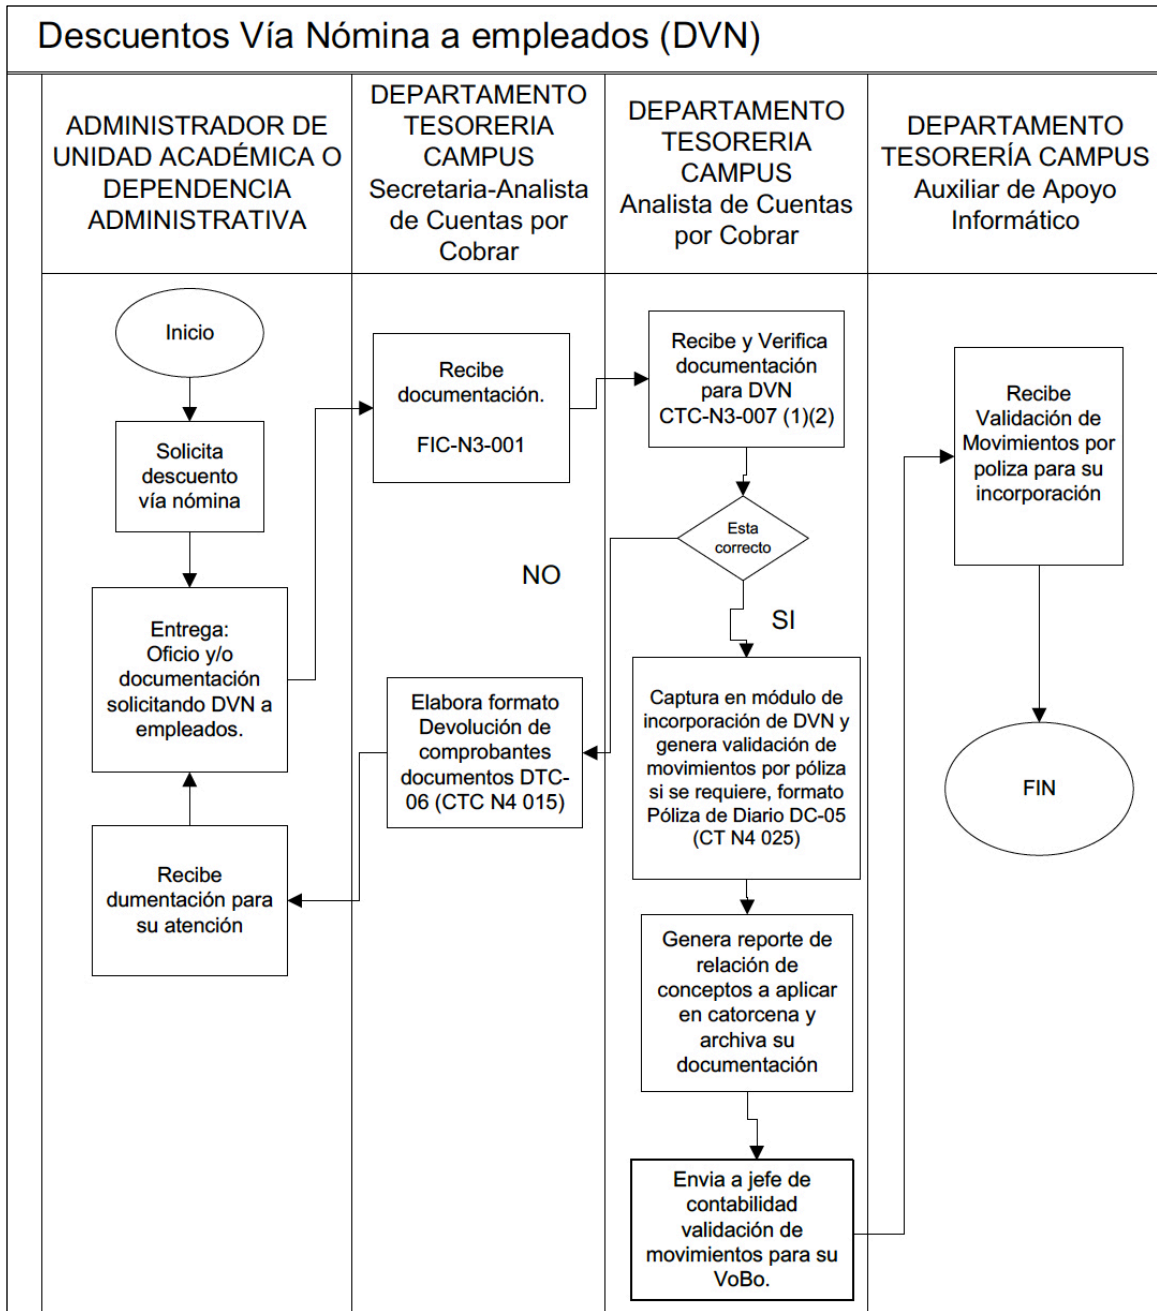 Descuentos Vía Nómina a empleados (DVN)
ADMINISTRADOR DE
UNIDAD ACADÉMICA O
DEPENDENCIA
ADMINISTRATIVA
DEPARTAMENTO
TESORERIA
CAMPUS
Secretaria-Analista
de Cuentas por
Cobrar
DEPARTAMENTO
TESORERIA
CAMPUS
Analista de Cuentas
por Cobrar
DEPARTAMENTO
TESORERÍA CAMPUS
Auxiliar de Apoyo
Informático
Inicio
Solicita
descuento
vía nómina
Entrega:
Oficio y/o
documentación
solicitando DVN a
empleados.
Recibe
dumentación para
su atención
Recibe
documentación.
FIC-N3-001
NO
Elabora formato
Devolución de
comprobantes
documentos DTC-
06 (CTC N4 015)
Recibe y Verifica
documentación
para DVN
CTC-N3-007 (1)(2)
Esta
correcto
SI
Captura en módulo de
incorporación de DVN y
genera validación de
movimientos por póliza
si se requiere, formato
Póliza de Diario DC-05
(CT N4 025)
Genera reporte de
relación de
conceptos a aplicar
en catorcena y
archiva su
documentación
Envia a jefe de
contabilidad
validación de
movimientos para su
VoBo.
Recibe
Validación de
Movimientos por
poliza para su
incorporación
FIN